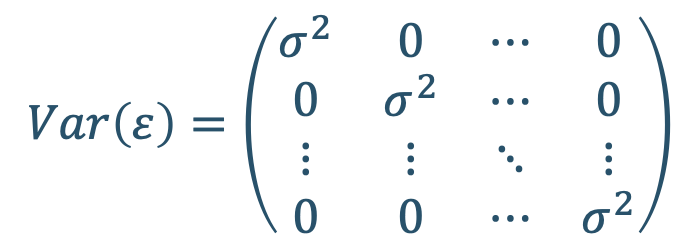 σ² 0 ⋯ 0
Var(ε) = 0 σ² ⋯ 0
⋮ ⋮ ⋱ ⋮
0 0 ⋯ σ²